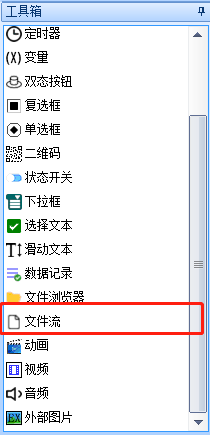 工具箱
定时器
(X) 变量
双态按钮
复选框
单选框
二维码
状态开关
下拉框
选择文本
滑动文本
数据记录
文件浏览器
文件流
动画
视频
音频
EX 外部图片